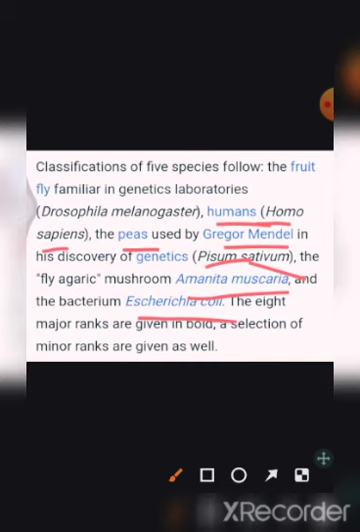 Classifications of five species follow: the fruit
fly familiar in genetics laboratories
(Drosophila melanogaster), humans (Homo
sapiens), the peas used by Gregor Mendel in
his discovery of genetics (Pisum sativum), the
"fly agaric" mushroom Amanita muscaria, and
the bacterium Escherichia coli. The eight
major ranks are given in bold; a selection of
minor ranks are given as well.
XRecorder